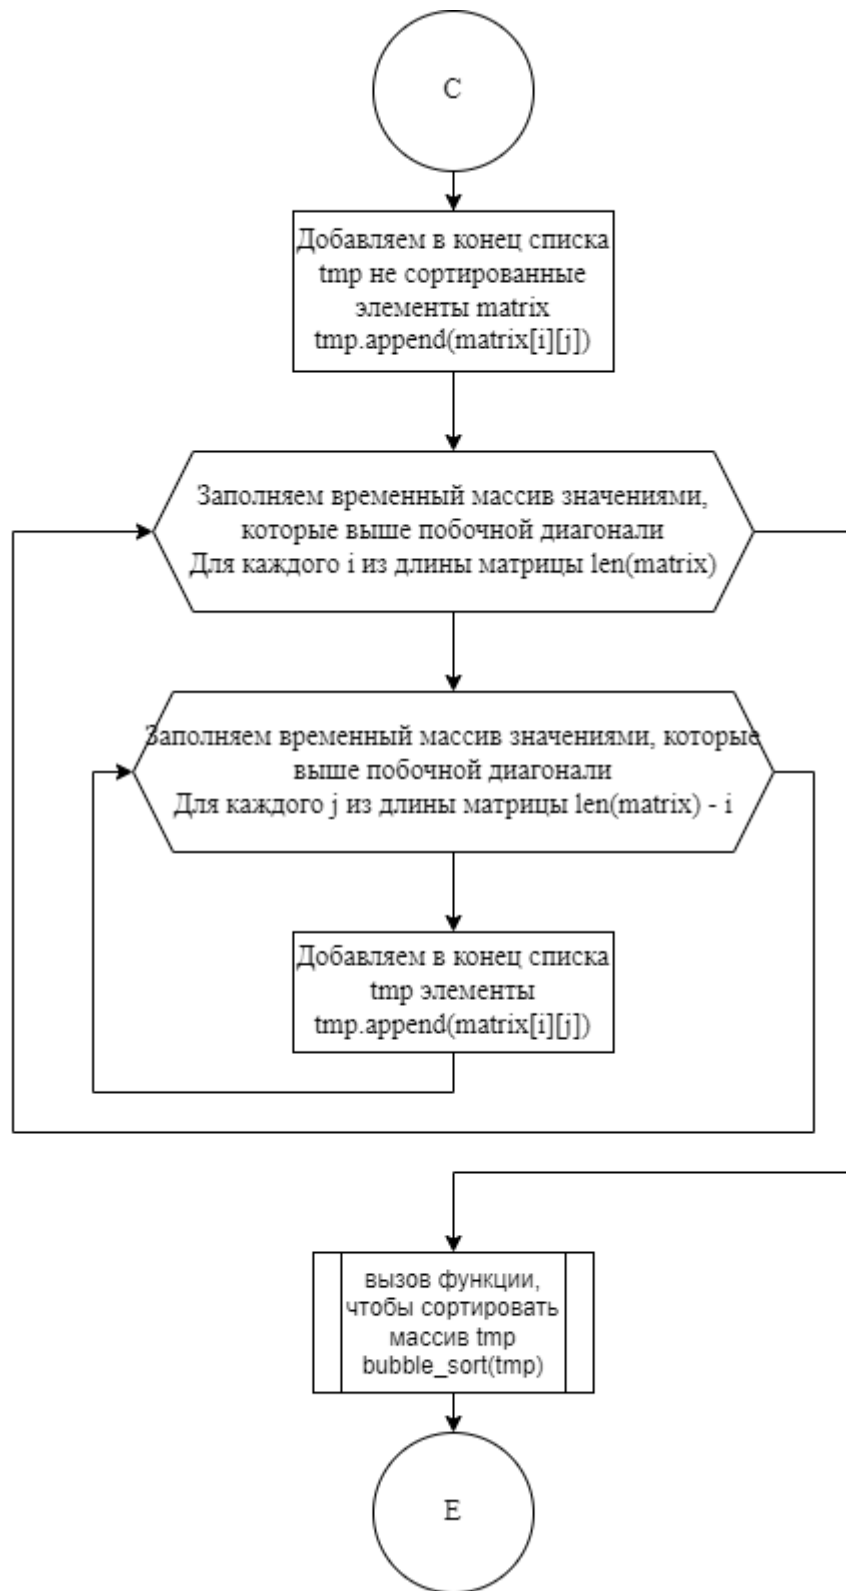 C
Добавляем в конец списка
tmp не сортированные
элементы matrix
tmp.append(matrix[i][j])
Заполняем временный массив значениями,
которые выше побочной диагонали
Для каждого i из длины матрицы len(matrix)
Заполняем временный массив значениями, которые
выше побочной диагонали
Для каждого j из длины матрицы len(matrix) - i
Добавляем в конец списка
tmp элементы
tmp.append(matrix[i][j])
вызов функции,
чтобы сортировать
массив tmp
bubble_sort(tmp)
E